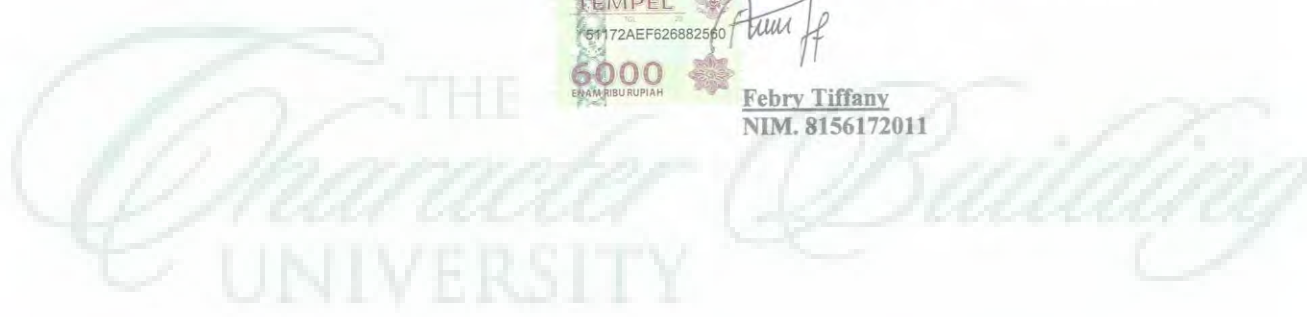 TEMPEL
51172AEF626882560
6000
ENAM RIBU RUPIAH
Febry Tiffany
NIM. 8156172011
THE
Character Building
UNIVERSITY